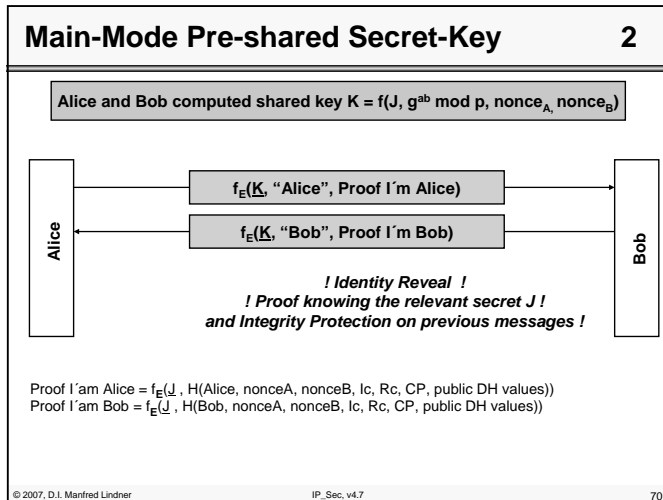 Main-Mode Pre-shared Secret-Key 2
Alice and Bob computed shared key K = f(J, gᵃᵇ mod p, nonce_A, nonce_B)
Alice
f_E(K, “Alice”, Proof I´m Alice)
f_E(K, “Bob”, Proof I´m Bob)
Bob
! Identity Reveal !
! Proof knowing the relevant secret J !
and Integrity Protection on previous messages !
Proof I´am Alice = f_E(J , H(Alice, nonceA, nonceB, Ic, Rc, CP, public DH values))
Proof I´am Bob = f_E(J , H(Bob, nonceA, nonceB, Ic, Rc, CP, public DH values))
© 2007, D.I. Manfred Lindner IP_Sec, v4.7 70